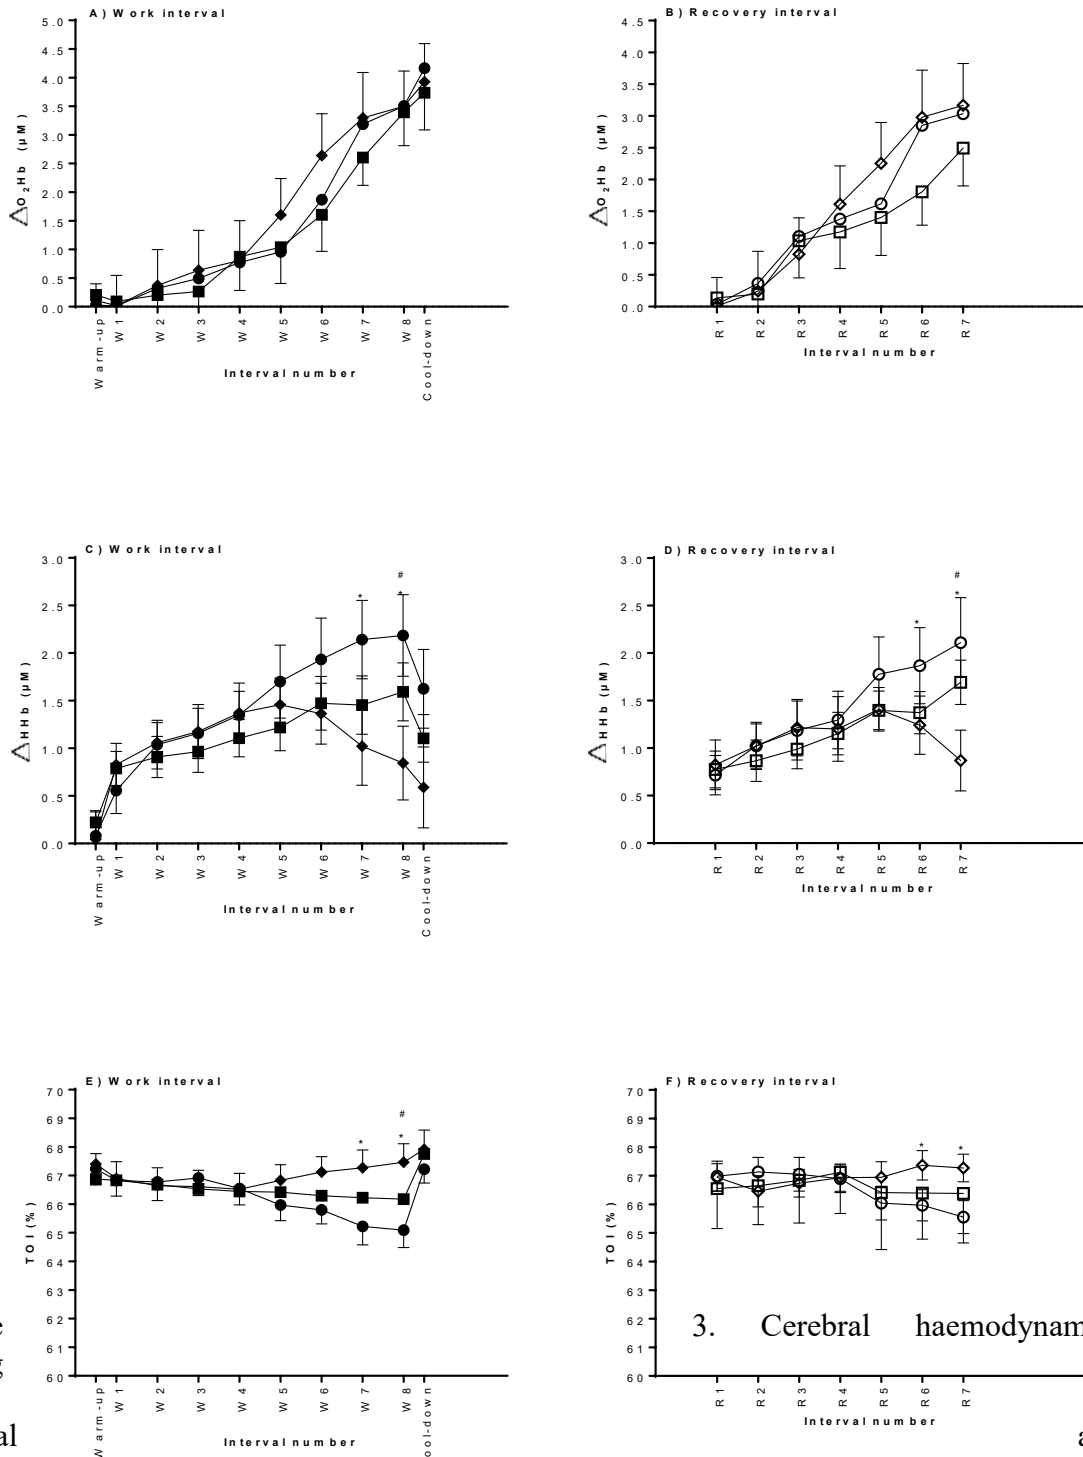 A) Work interval
5.0
4.5
4.0
3.5
3.0
2.5
2.0
1.5
1.0
0.5
0.0
△O₂Hb (µM)
Warm-up
W1
W2
W3
W4
W5
W6
W7
W8
Cool-down
Interval number
B) Recovery interval
4.5
4.0
3.5
3.0
2.5
2.0
1.5
1.0
0.5
0.0
△O₂Hb (µM)
R1
R2
R3
R4
R5
R6
R7
Interval number
C) Work interval
3.0
2.5
2.0
1.5
1.0
0.5
0.0
△HHb (µM)
#
*
*
Warm-up
W1
W2
W3
W4
W5
W6
W7
W8
Cool-down
Interval number
D) Recovery interval
3.0
2.5
2.0
1.5
1.0
0.5
0.0
△HHb (µM)
#
*
*
R1
R2
R3
R4
R5
R6
R7
Interval number
E) Work interval
70
69
68
67
66
65
64
63
62
61
60
TOI (%)
#
*
*
Warm-up
W1
W2
W3
W4
W5
W6
W7
W8
ool-down
Interval number
F) Recovery interval
70
69
68
67
66
65
64
63
62
61
60
TOI (%)
*
*
R1
R2
R3
R4
R5
R6
R7
Interval number
3. Cerebral haemodynam
e
al
a